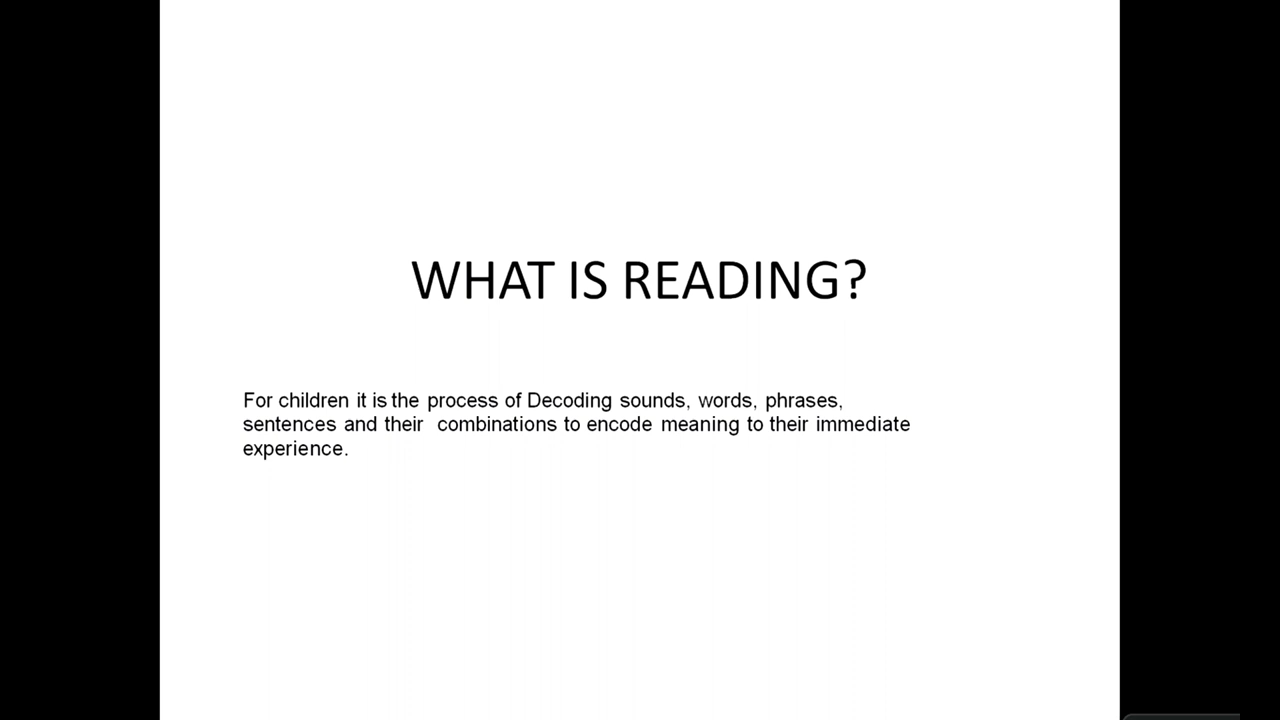 WHAT IS READING?
For children it is the process of Decoding sounds, words, phrases,
sentences and their combinations to encode meaning to their immediate
experience.